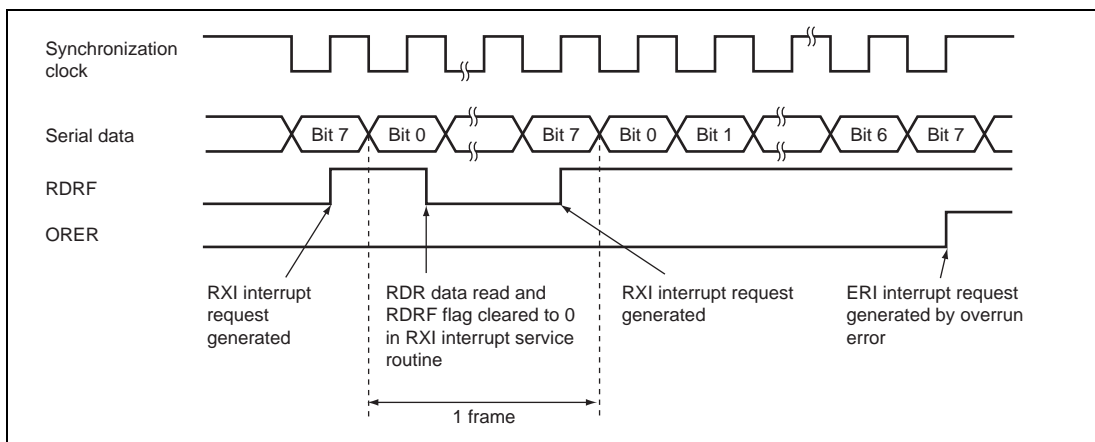 Synchronization
clock
Serial data
Bit 7
Bit 0
Bit 7
Bit 0
Bit 1
Bit 6
Bit 7
RDRF
ORER
RXI interrupt
request
generated
RDR data read and
RDRF flag cleared to 0
in RXI interrupt service
routine
RXI interrupt request
generated
ERI interrupt request
generated by overrun
error
1 frame